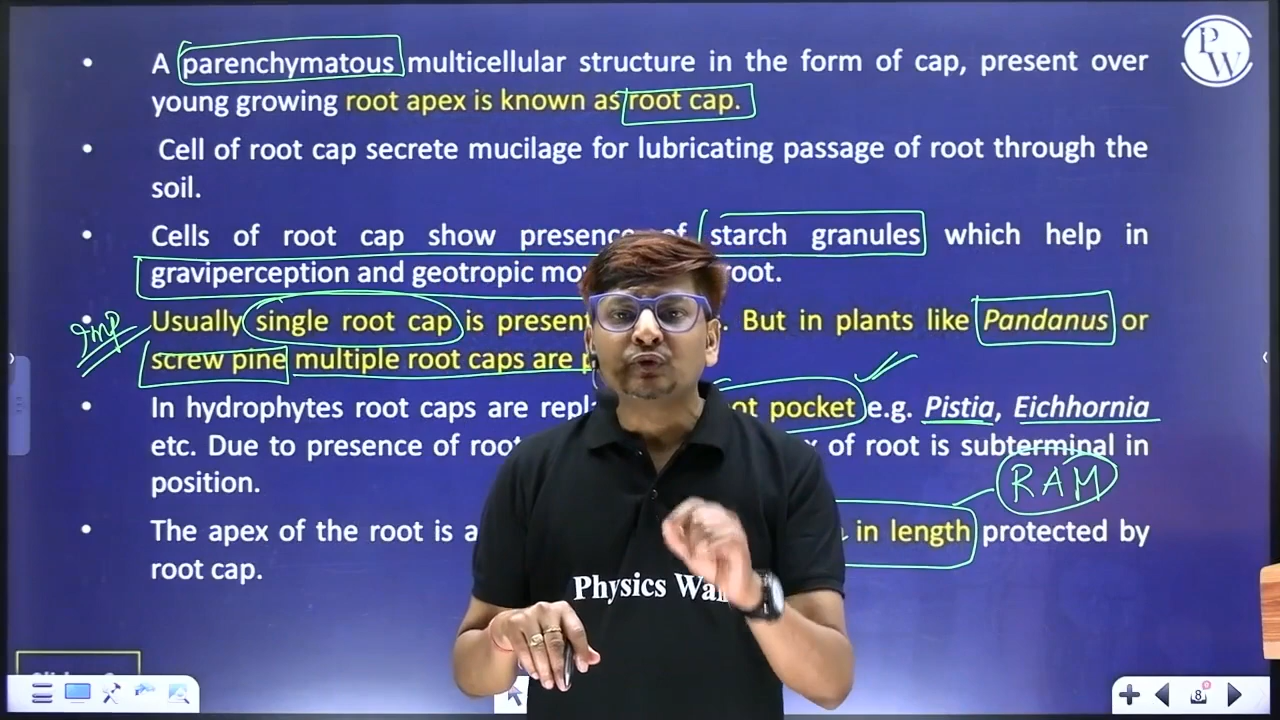 A parenchymatous multicellular structure in the form of cap, present over
young growing root apex is known as root cap.
Cell of root cap secrete mucilage for lubricating passage of root through the
soil.
Cells of root cap show presence of starch granules which help in
graviperception and geotropic root.
Imp
Usually single root cap is present . But in plants like Pandanus or
screw pine multiple root caps are
In hydrophytes root caps are pocket e.g. Pistia, Eichhornia
etc. Due to presence of root of root is subterminal in
position.
RAM
The apex of the root is a in length protected by
root cap.
PW
Physics Wal
8